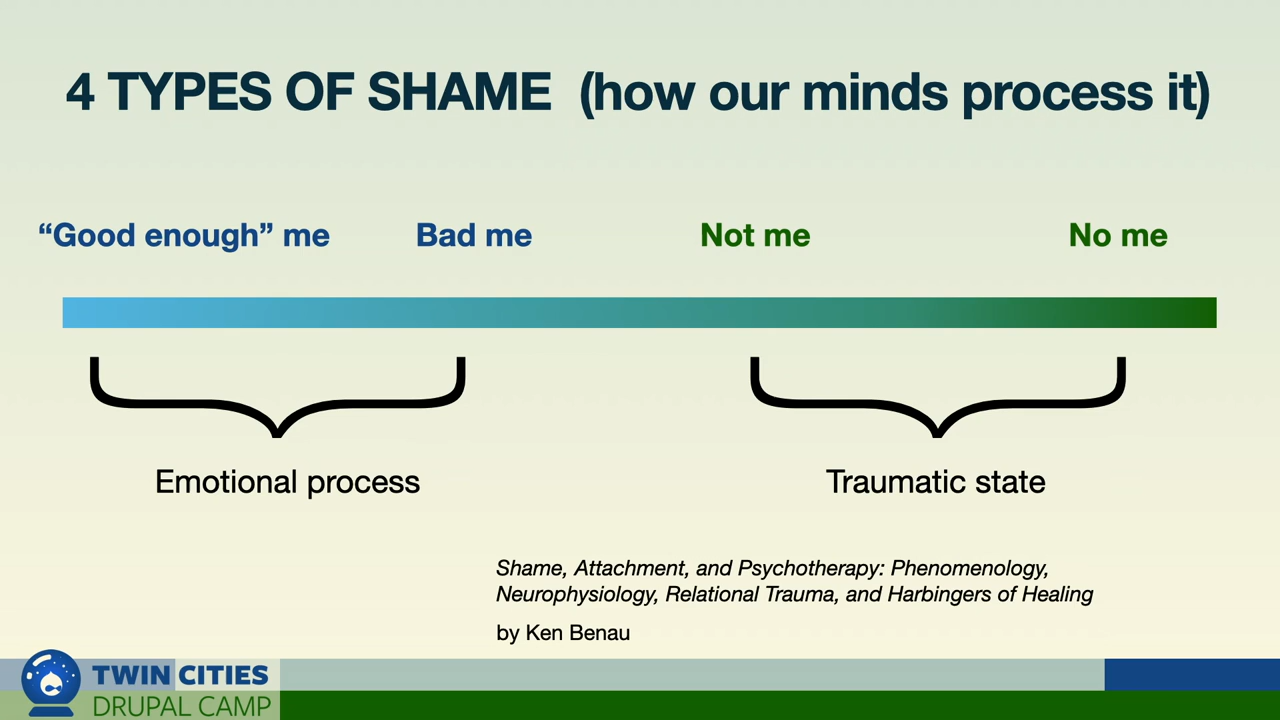 4 TYPES OF SHAME (how our minds process it)
“Good enough” me
Bad me
Not me
No me
Emotional process
Traumatic state
Shame, Attachment, and Psychotherapy: Phenomenology,
Neurophysiology, Relational Trauma, and Harbingers of Healing
by Ken Benau
TWIN CITIES
DRUPAL CAMP